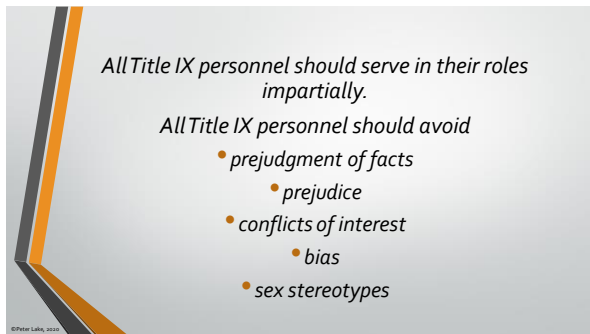 All Title IX personnel should serve in their roles
impartially.
All Title IX personnel should avoid
• prejudgment of facts
• prejudice
• conflicts of interest
• bias
• sex stereotypes
©Peter Lake, 2020